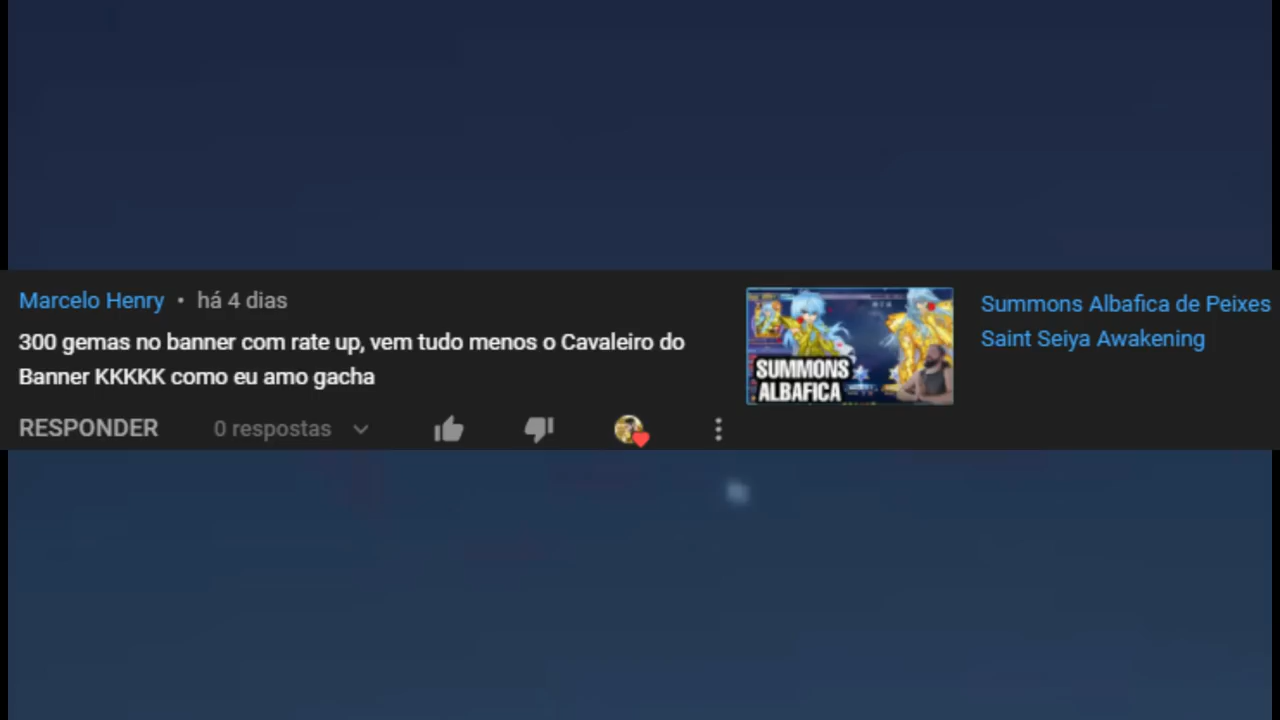 Marcelo Henry • há 4 dias
300 gemas no banner com rate up, vem tudo menos o Cavaleiro do
Banner KKKKK como eu amo gacha
RESPONDER 0 respostas
SUMMONS
ALBAFICA
Summons Albafica de Peixes
Saint Seiya Awakening